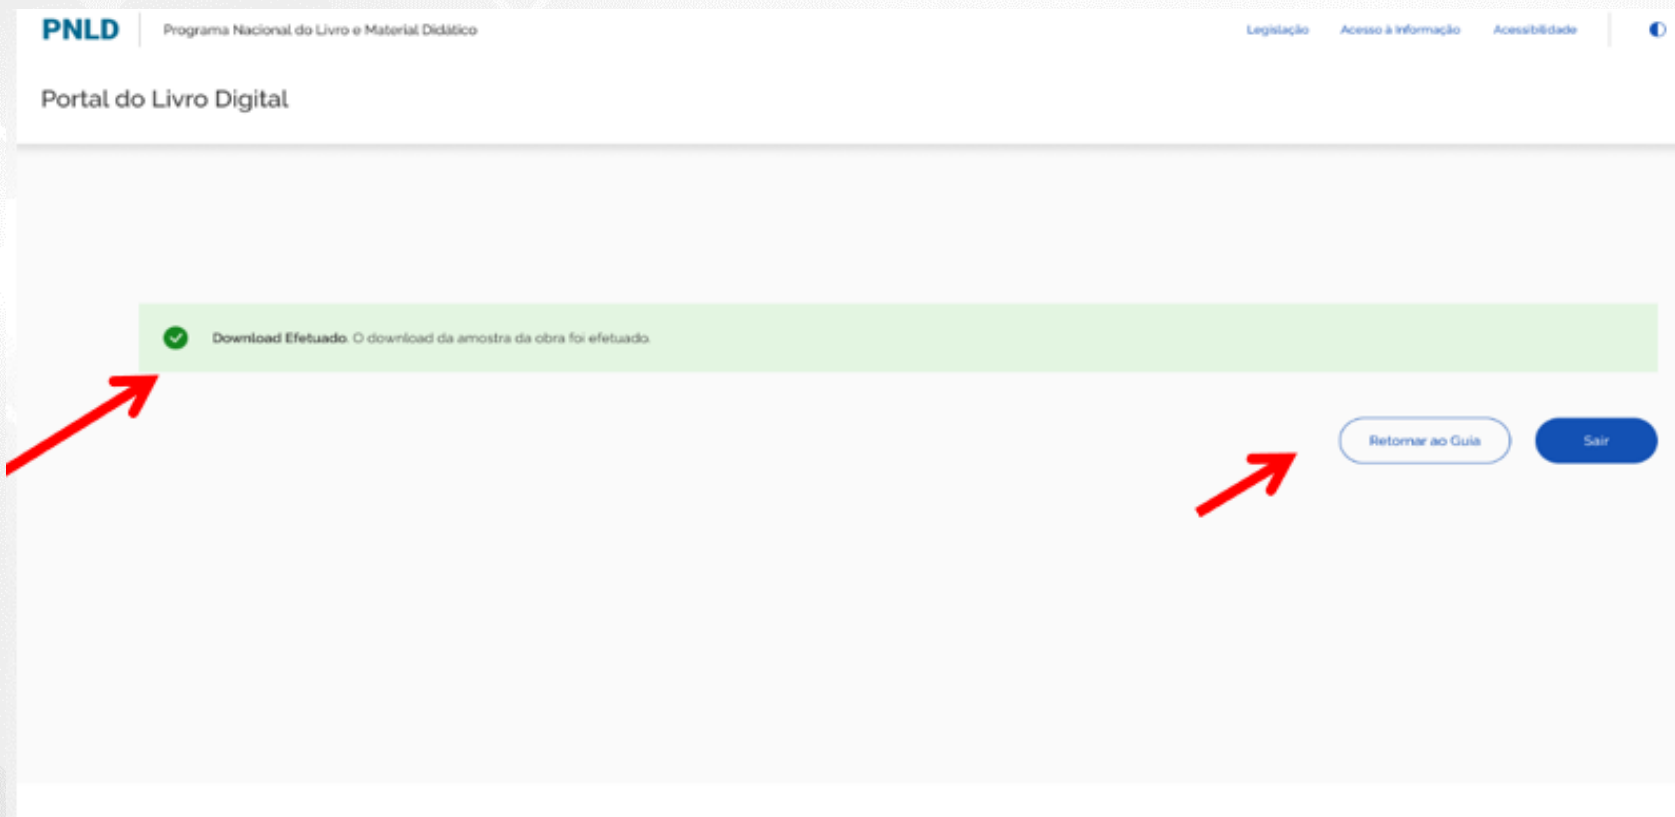 PNLD
Programa Nacional do Livro e Material Didático
Legislação
Acesso à Informação
Acessibilidade
Portal do Livro Digital
Download Efetuado. O download da amostra da obra foi efetuado.
Retornar ao Guia
Sair